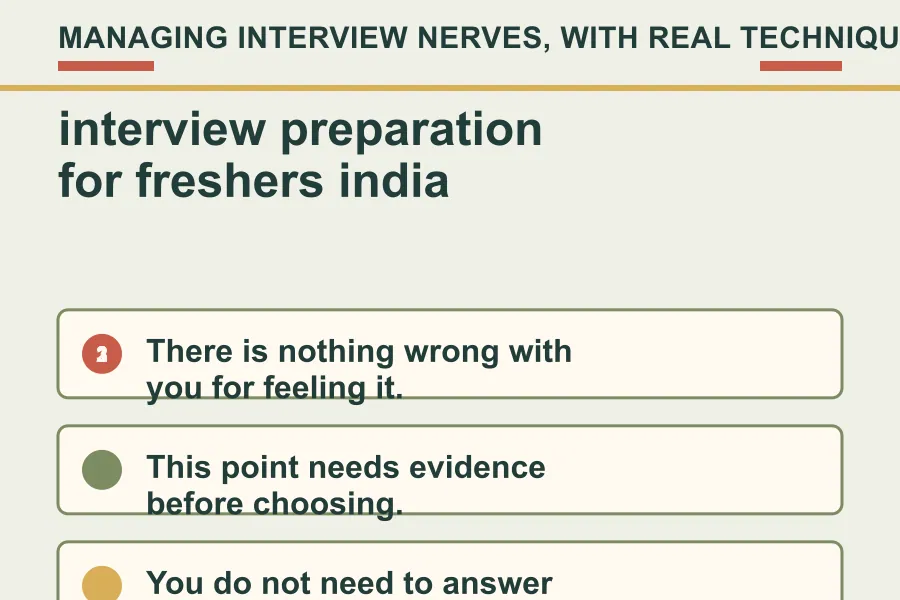 MANAGING INTERVIEW NERVES, WITH REAL TECHNIQU
interview preparation
for freshers india
There is nothing wrong with
you for feeling it.
This point needs evidence
before choosing.
You do not need to answer